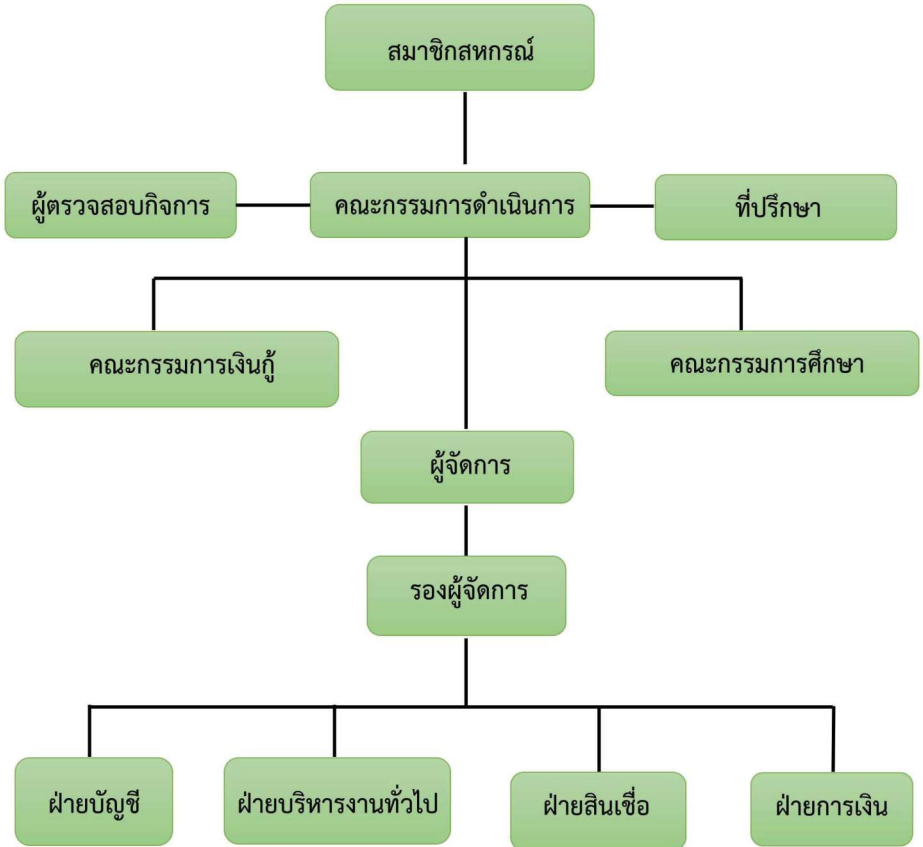 สมาชิกสหกรณ์
ผู้ตรวจสอบกิจการ
คณะกรรมการดำเนินการ
ที่ปรึกษา
คณะกรรมการเงินกู้
คณะกรรมการศึกษา
ผู้จัดการ
รองผู้จัดการ
ฝ่ายบัญชี
ฝ่ายบริหารงานทั่วไป
ฝ่ายสินเชื่อ
ฝ่ายการเงิน